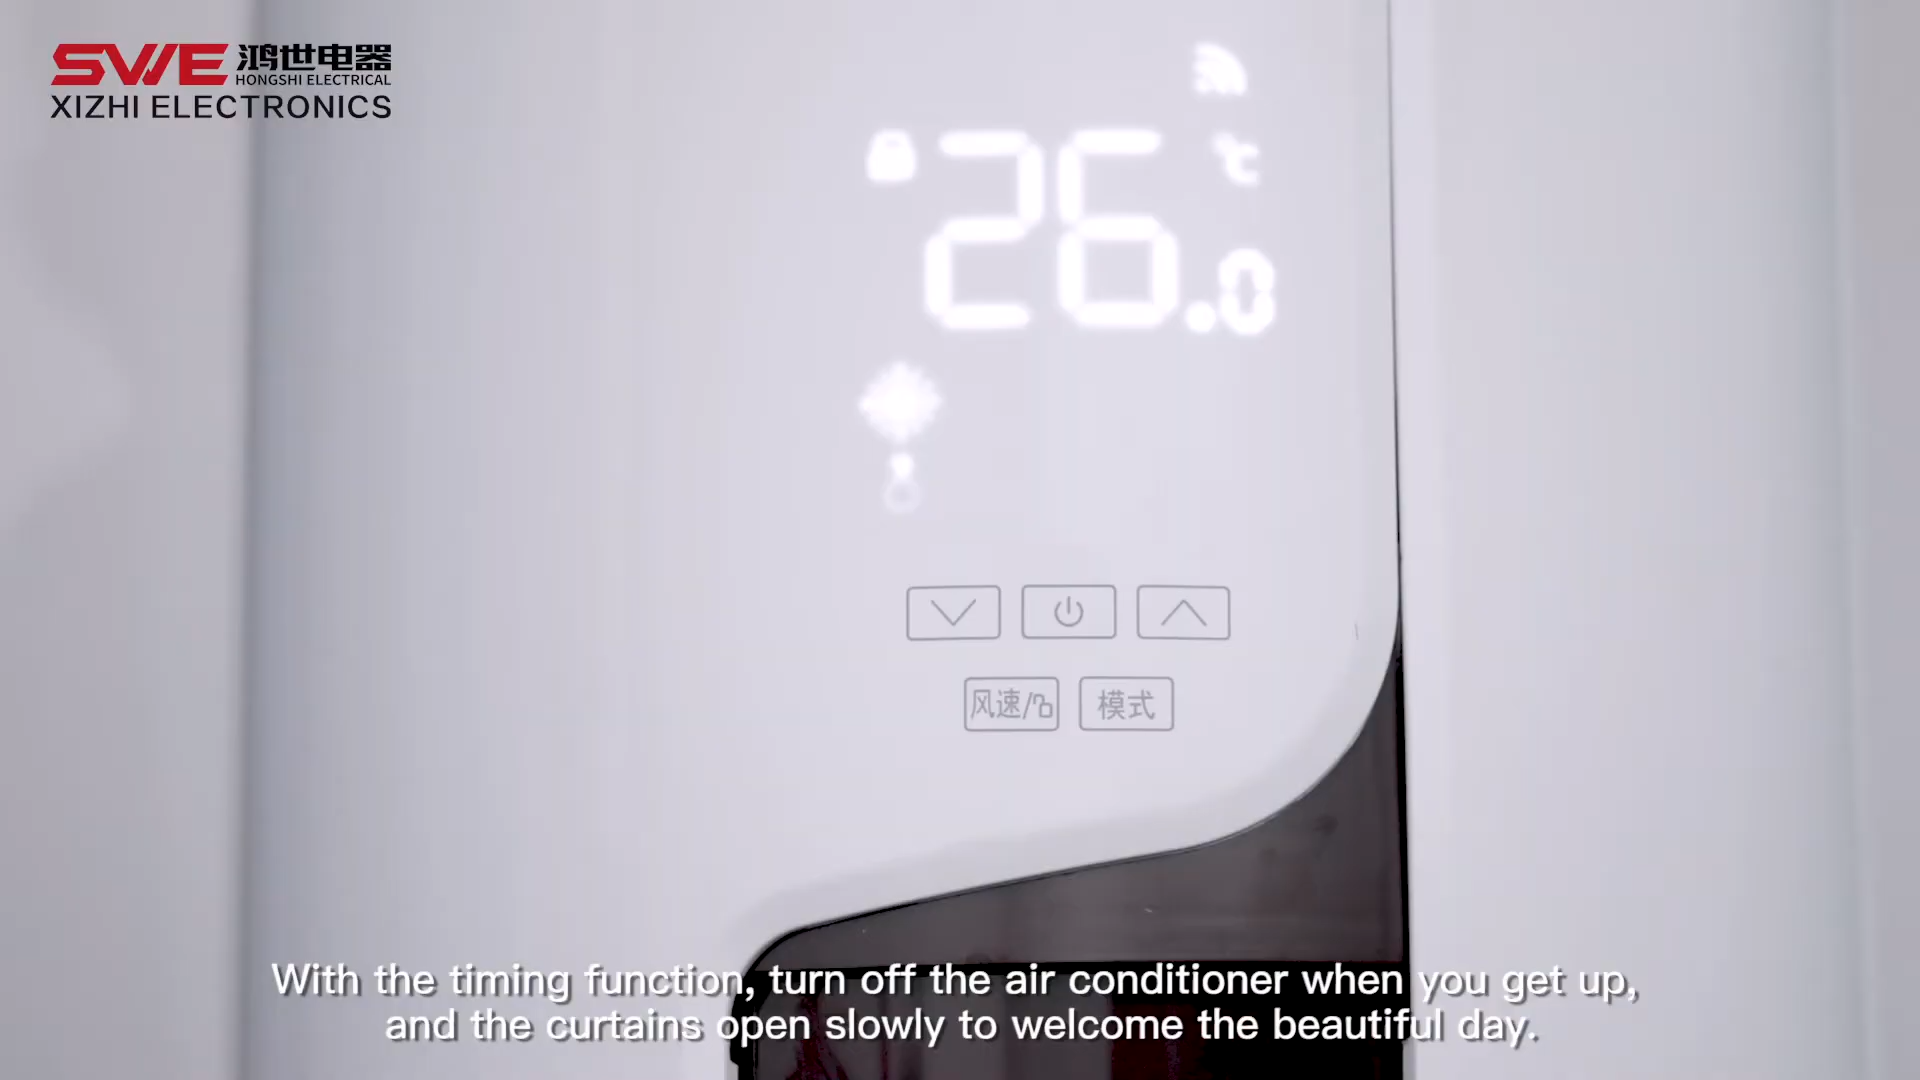 SWE 鸿世电器
HONGSHI ELECTRICAL
XIZHI ELECTRONICS
26.0 ℃
风速/
模式
With the timing function, turn off the air conditioner when you get up,
and the curtains open slowly to welcome the beautiful day.